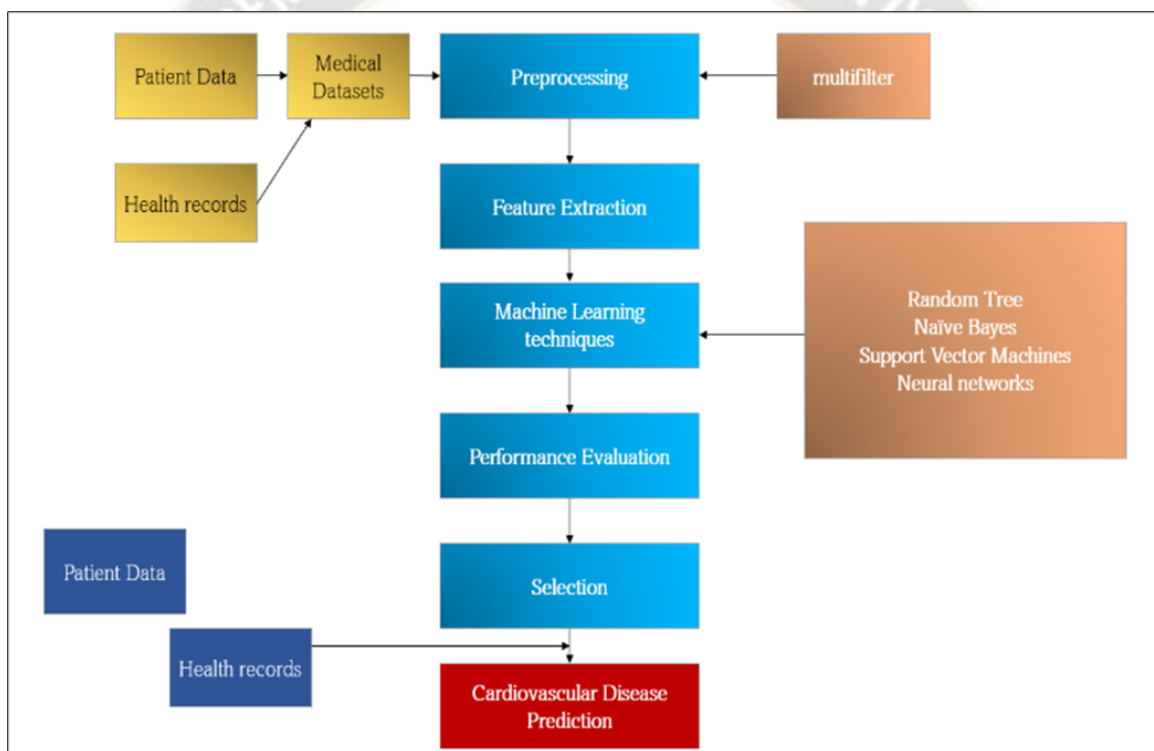 Patient Data
Medical
Datasets
Preprocessing
multifilter
Health records
Feature Extraction
Machine Learning
techniques
Random Tree
Naïve Bayes
Support Vector Machines
Neural networks
Performance Evaluation
Patient Data
Selection
Health records
Cardiovascular Disease
Prediction